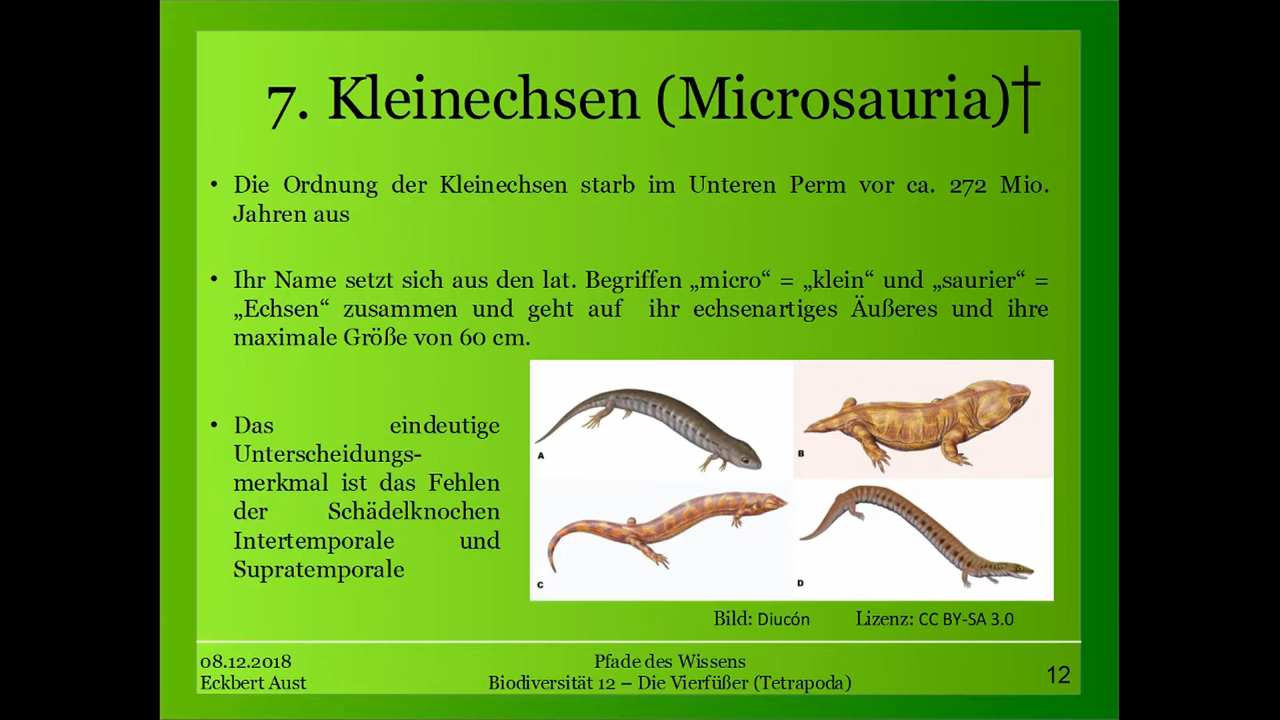 7. Kleinechsen (Microsauria)†
• Die Ordnung der Kleinechsen starb im Unteren Perm vor ca. 272 Mio.
Jahren aus
• Ihr Name setzt sich aus den lat. Begriffen „micro“ = „klein“ und „saurier“ =
„Echsen“ zusammen und geht auf ihr echsenartiges Äußeres und ihre
maximale Größe von 60 cm.
• Das eindeutige
Unterscheidungs-
merkmal ist das Fehlen
der Schädelknochen
Intertemporale und
Supratemporale
A
B
C
D
Bild: Diucón Lizenz: CC BY-SA 3.0
08.12.2018
Eckbert Aust
Pfade des Wissens
Biodiversität 12 – Die Vierfüßer (Tetrapoda)
12